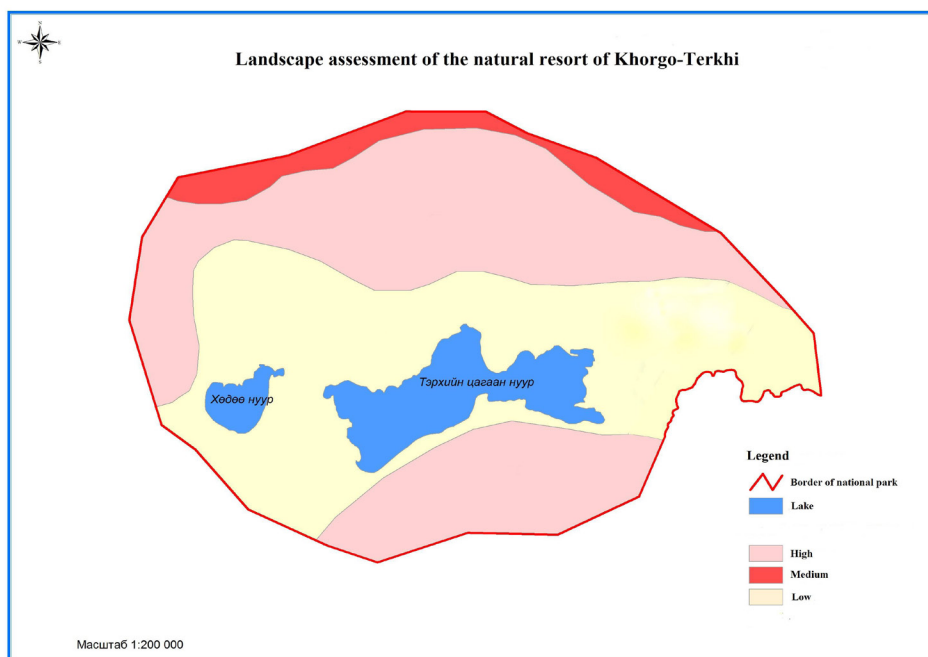 N
W
E
S
Landscape assessment of the natural resort of Khorgo-Terkhi
Тэрхийн цагаан нуур
Хөдөө нуур
Legend
Border of national park
Lake
High
Medium
Low
Масштаб 1:200 000